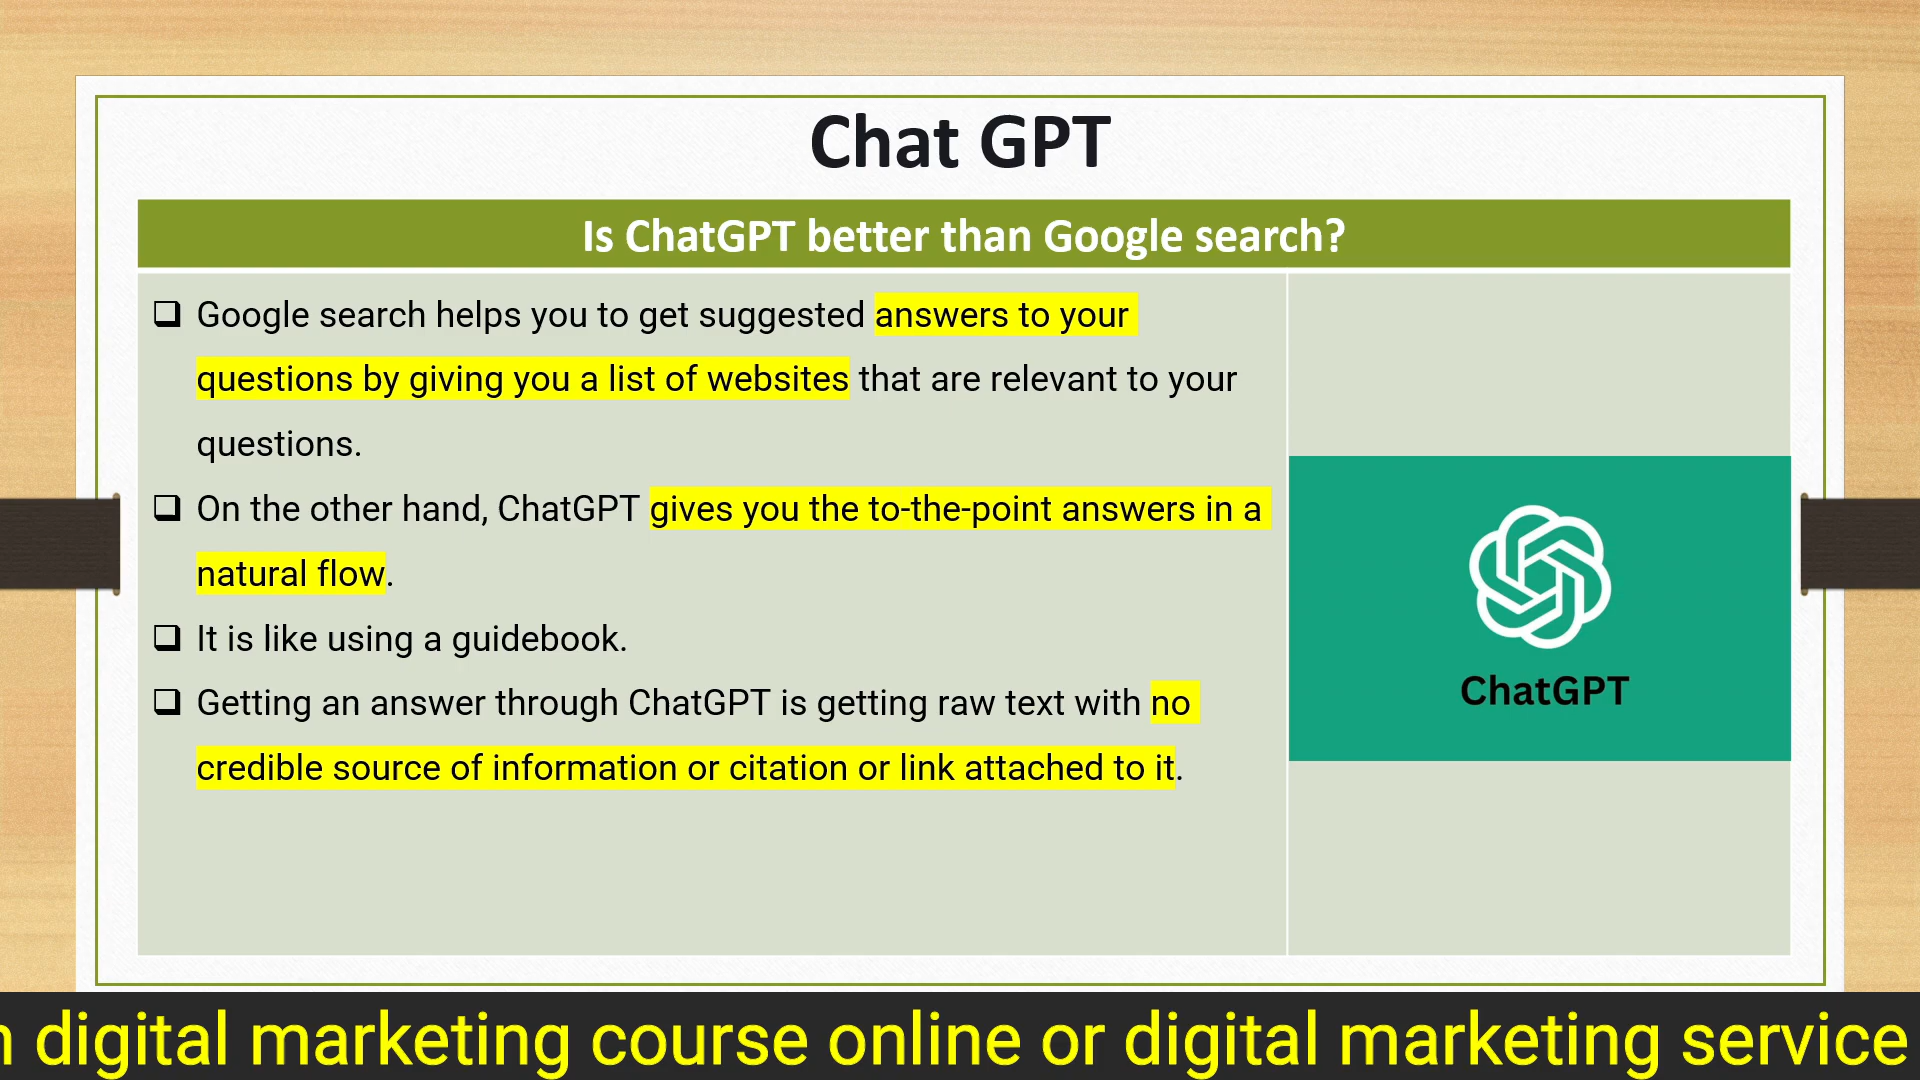 Chat GPT
Is ChatGPT better than Google search?
❑ Google search helps you to get suggested answers to your
questions by giving you a list of websites that are relevant to your
questions.
❑ On the other hand, ChatGPT gives you the to-the-point answers in a
natural flow.
❑ It is like using a guidebook.
❑ Getting an answer through ChatGPT is getting raw text with no
credible source of information or citation or link attached to it.
ChatGPT
digital marketing course online or digital marketing service